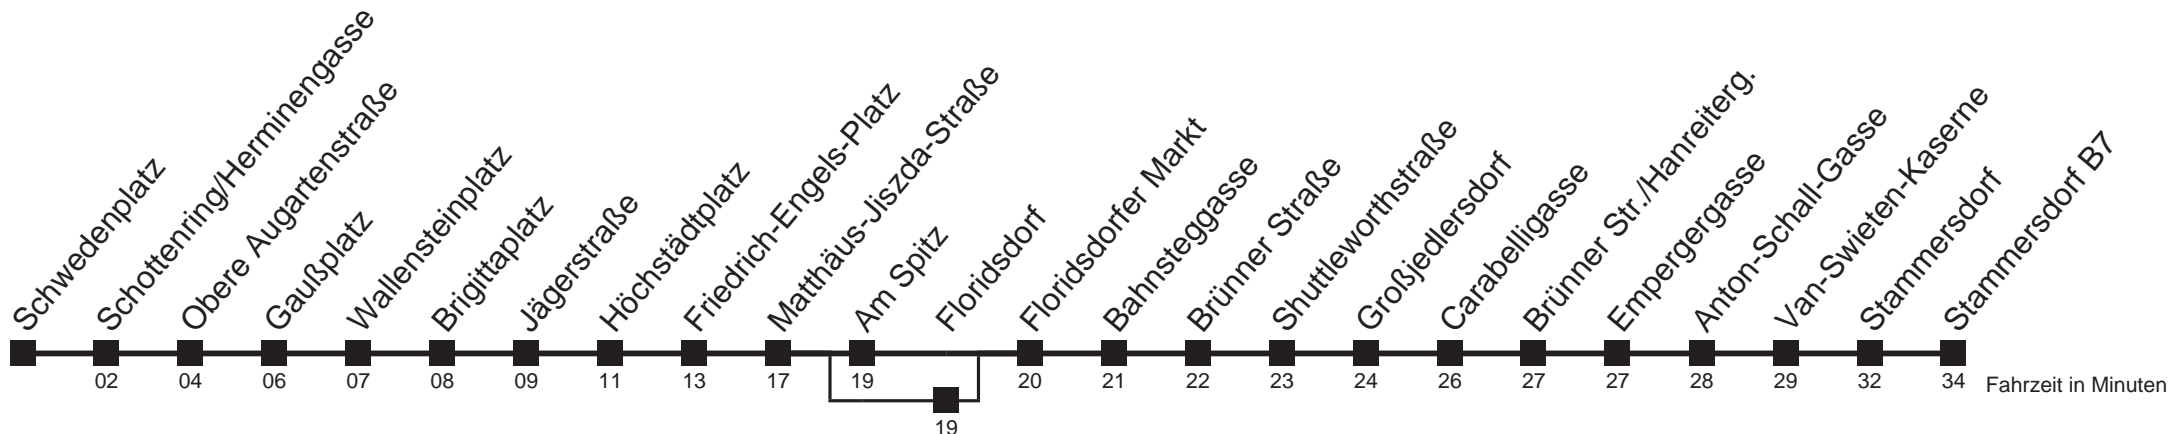 Schwedenplatz
Schottenring/Herminengasse
Obere Augartenstraße
Gaußplatz
Wallensteinplatz
Brigittaplatz
Jägerstraße
Höchstädtplatz
Friedrich-Engels-Platz
Matthäus-Jiszda-Straße
Am Spitz
Floridsdorf
Floridsdorfer Markt
Bahnsteggasse
Brünner Straße
Shuttleworthstraße
Großjedlersdorf
Carabelligasse
Brünner Str./Hanreiterg.
Empergergasse
Anton-Schall-Gasse
Van-Swieten-Kaserne
Stammersdorf
Stammersdorf B7
02 04 06 07 08 09 11 13 17 19 20 21 22 23 24 26 27 27 28 29 32 34 Fahrzeit in Minuten
19